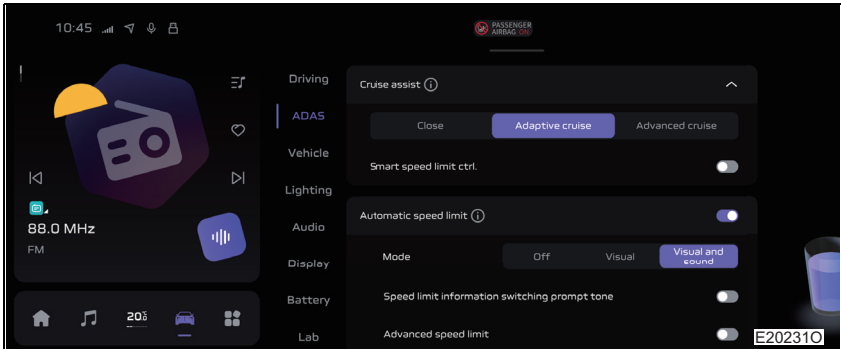 10:45
PASSENGER
AIRBAG ON
88.0 MHz
FM
Driving
ADAS
Vehicle
Lighting
Audio
Display
Battery
Lab
Cruise assist
Close Adaptive cruise Advanced cruise
Smart speed limit ctrl.
Automatic speed limit
Mode Off Visual Visual and
sound
Speed limit information switching prompt tone
Advanced speed limit
E20231O